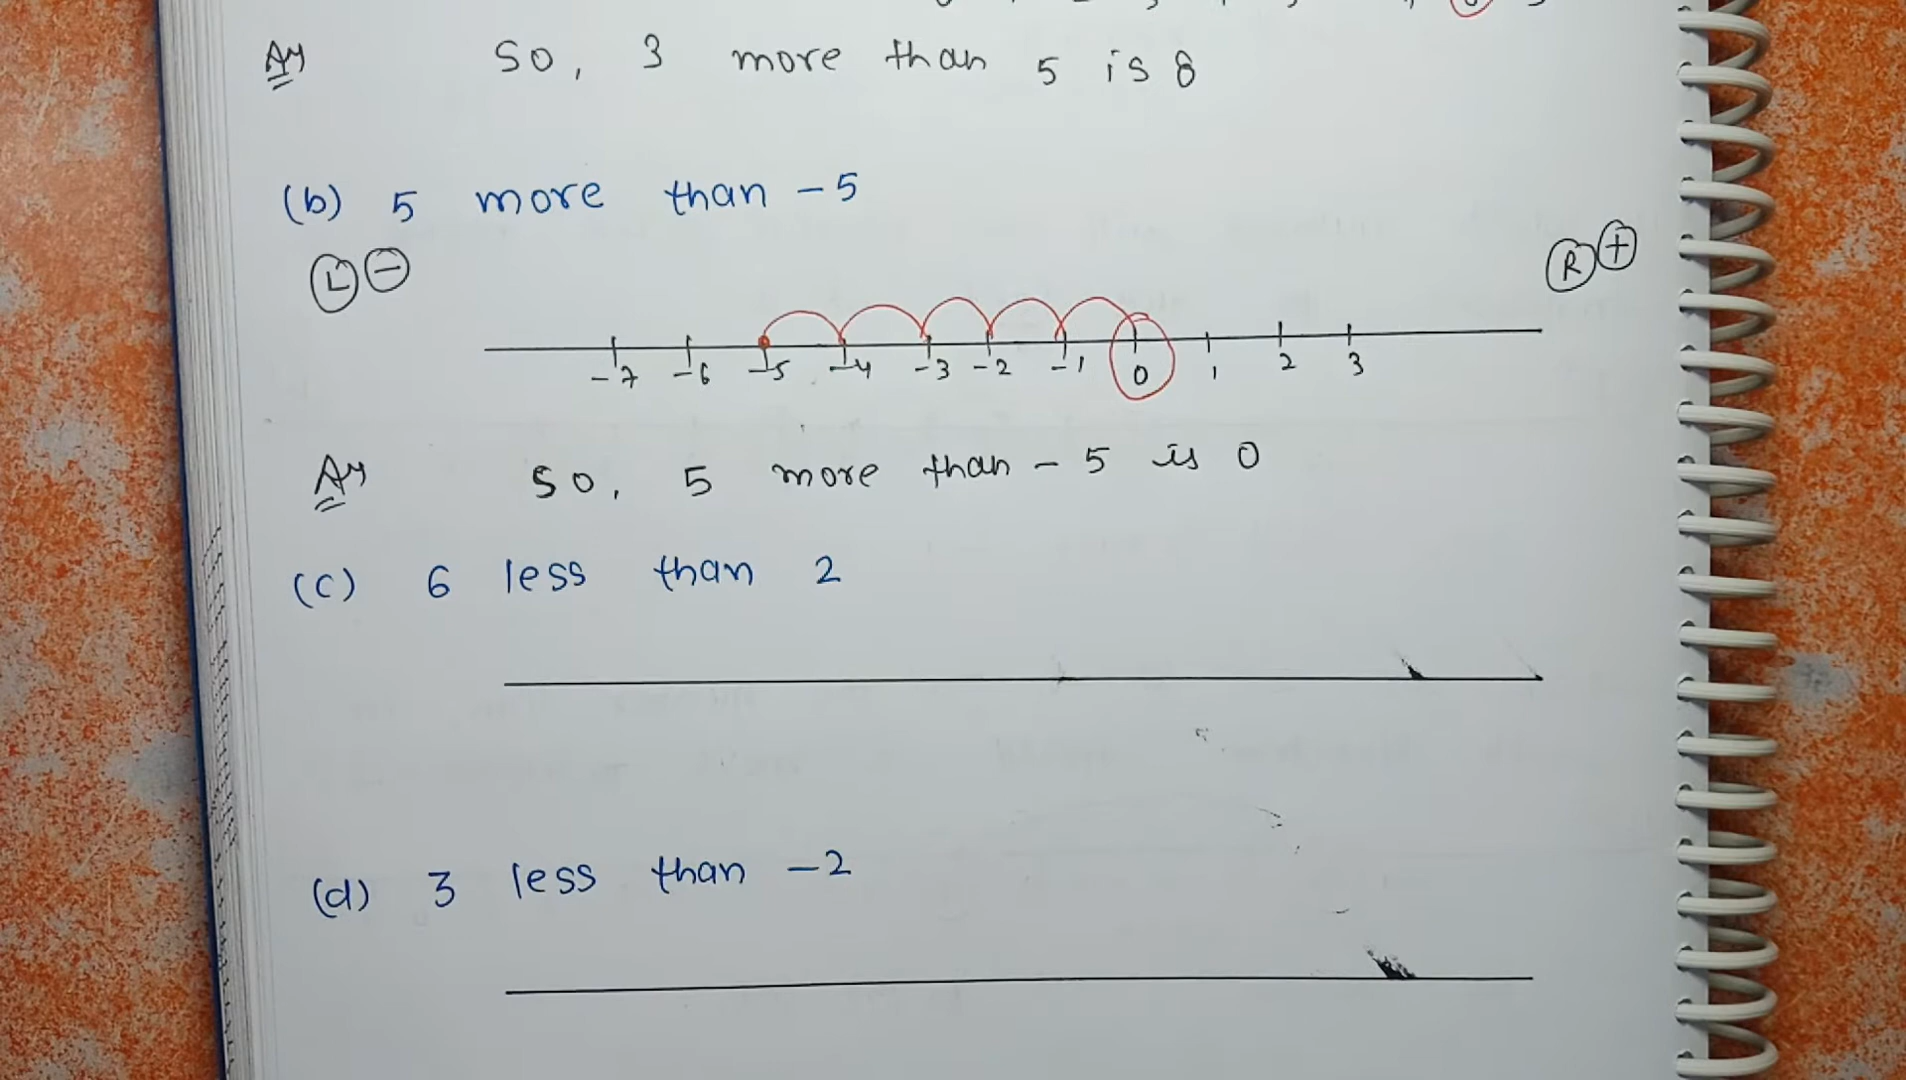 Ans So, 3 more than 5 is 8
(b) 5 more than -5
L - R +
-7 -6 -5 -4 -3 -2 -1 0 1 2 3
Ans So, 5 more than -5 is 0
(c) 6 less than 2
(d) 3 less than -2